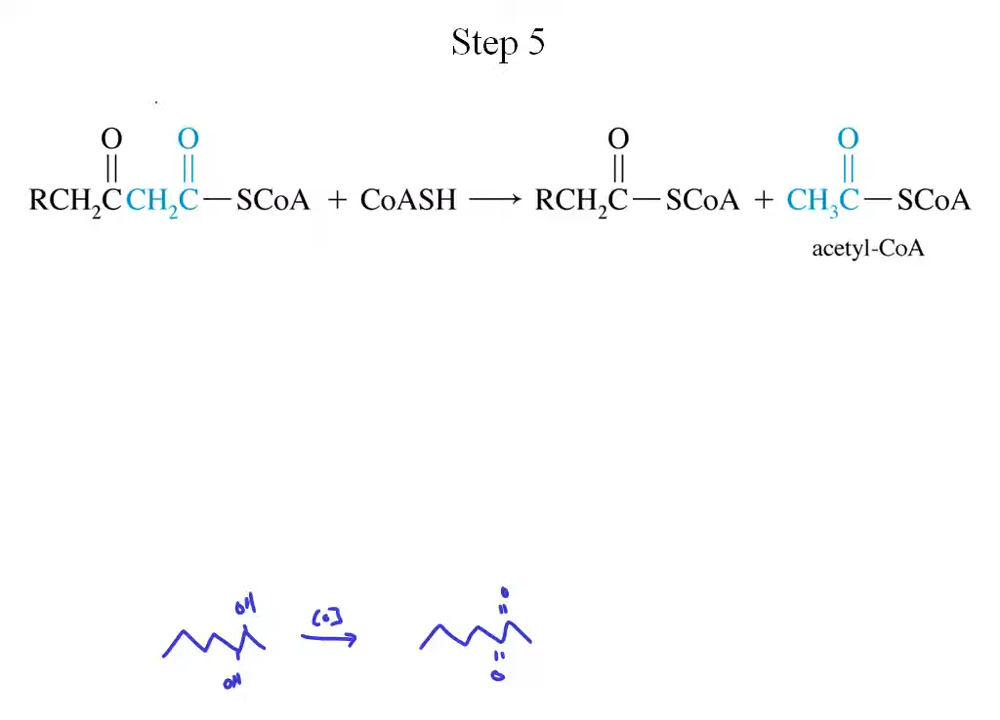 Step 5
O O O O
RCH₂CCH₂C—SCoA + CoASH ⟶ RCH₂C—SCoA + CH₃C—SCoA
acetyl-CoA
OH [O] O
OH O